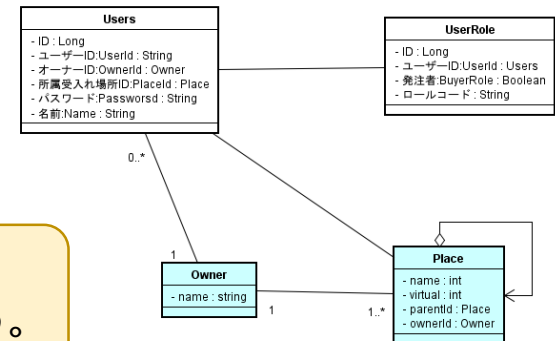 Users
- ID : Long
- ユーザーID:UserId : String
- オーナーID:OwnerId : Owner
- 所属受入れ場所ID:PlaceId : Place
- パスワード:Passworsd : String
- 名前:Name : String
UserRole
- ID : Long
- ユーザーID:UserId : Users
- 発注者:BuyerRole : Boolean
- ロールコード : String
0..*
1
Owner
- name : string
1
1..*
Place
- name : int
- virtual : int
- parentId : Place
- ownerId : Owner
。